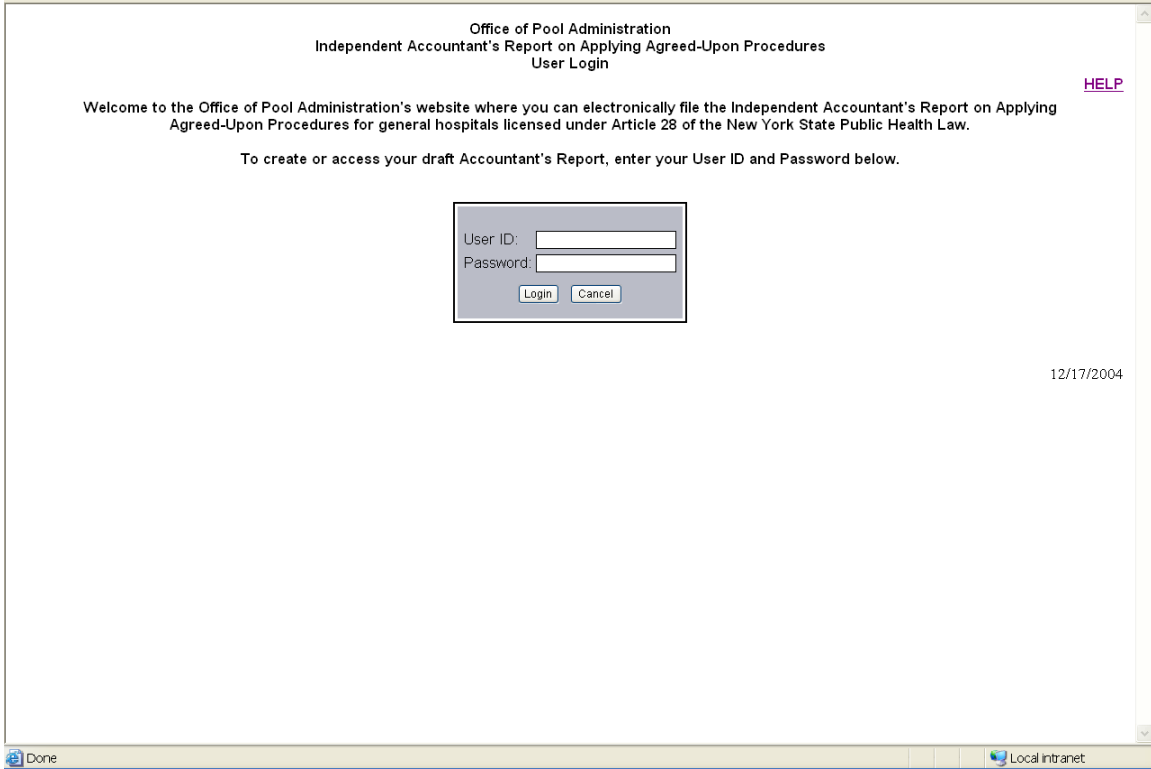 Office of Pool Administration
Independent Accountant's Report on Applying Agreed-Upon Procedures
User Login
HELP
Welcome to the Office of Pool Administration's website where you can electronically file the Independent Accountant's Report on Applying
Agreed-Upon Procedures for general hospitals licensed under Article 28 of the New York State Public Health Law.
To create or access your draft Accountant's Report, enter your User ID and Password below.
User ID:
Password:
Login Cancel
12/17/2004
Done Local intranet